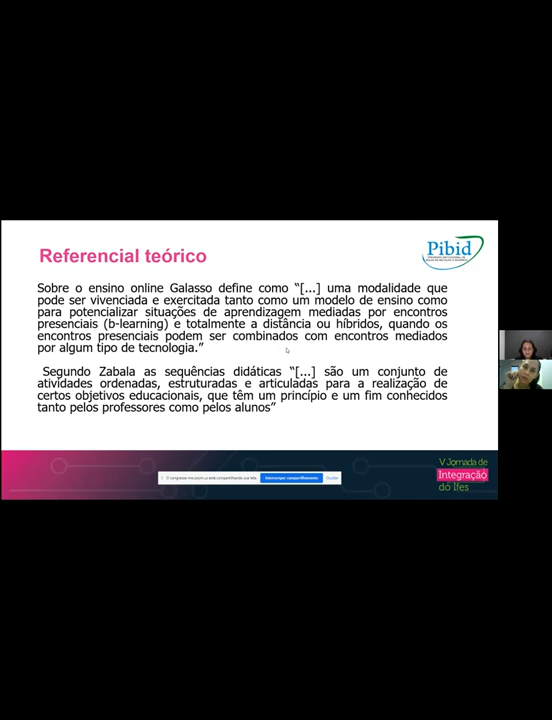 Referencial teórico
Pibid
Sobre o ensino online Galasso define como “[...] uma modalidade que
pode ser vivenciada e exercitada tanto como um modelo de ensino como
para potencializar situações de aprendizagem mediadas por encontros
presenciais (b-learning) e totalmente a distância ou híbridos, quando os
encontros presenciais podem ser combinados com encontros mediados
por algum tipo de tecnologia.”
Segundo Zabala as sequências didáticas “[...] são um conjunto de
atividades ordenadas, estruturadas e articuladas para a realização de
certos objetivos educacionais, que têm um princípio e um fim conhecidos
tanto pelos professores como pelos alunos”
V Jornada de
Integração
do Ifes
Interromper compartilhamento
Ocultar